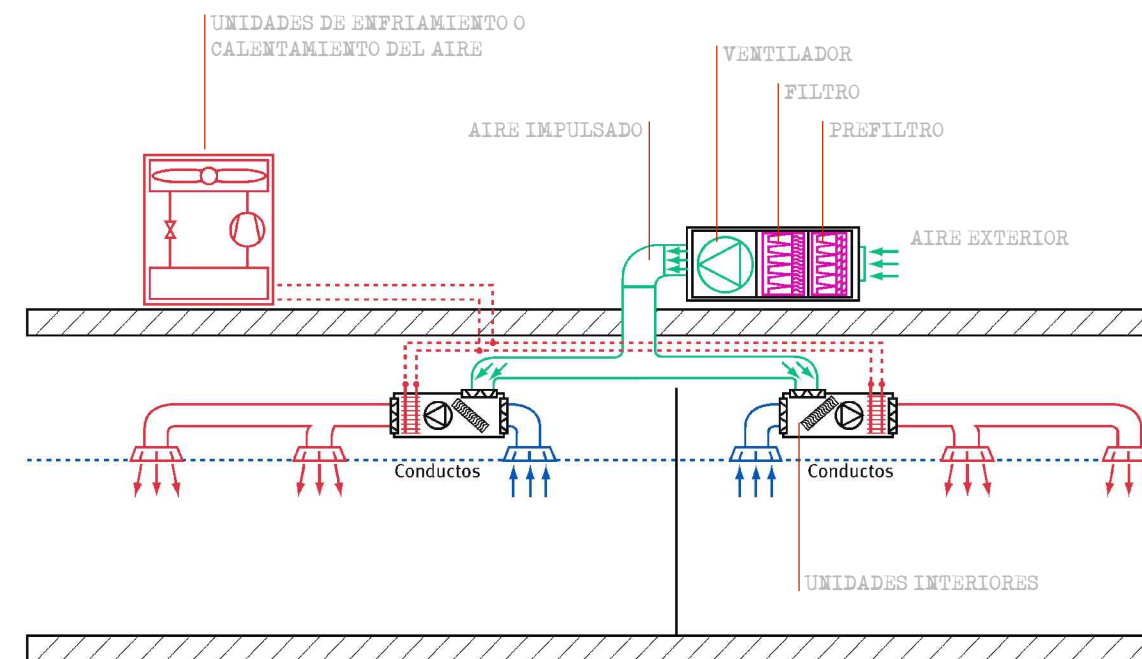 UNIDADES DE ENFRIAMIENTO O
CALENTAMIENTO DEL AIRE
VENTILADOR
FILTRO
AIRE IMPULSADO
PREFILTRO
AIRE EXTERIOR
Conductos
Conductos
UNIDADES INTERIORES